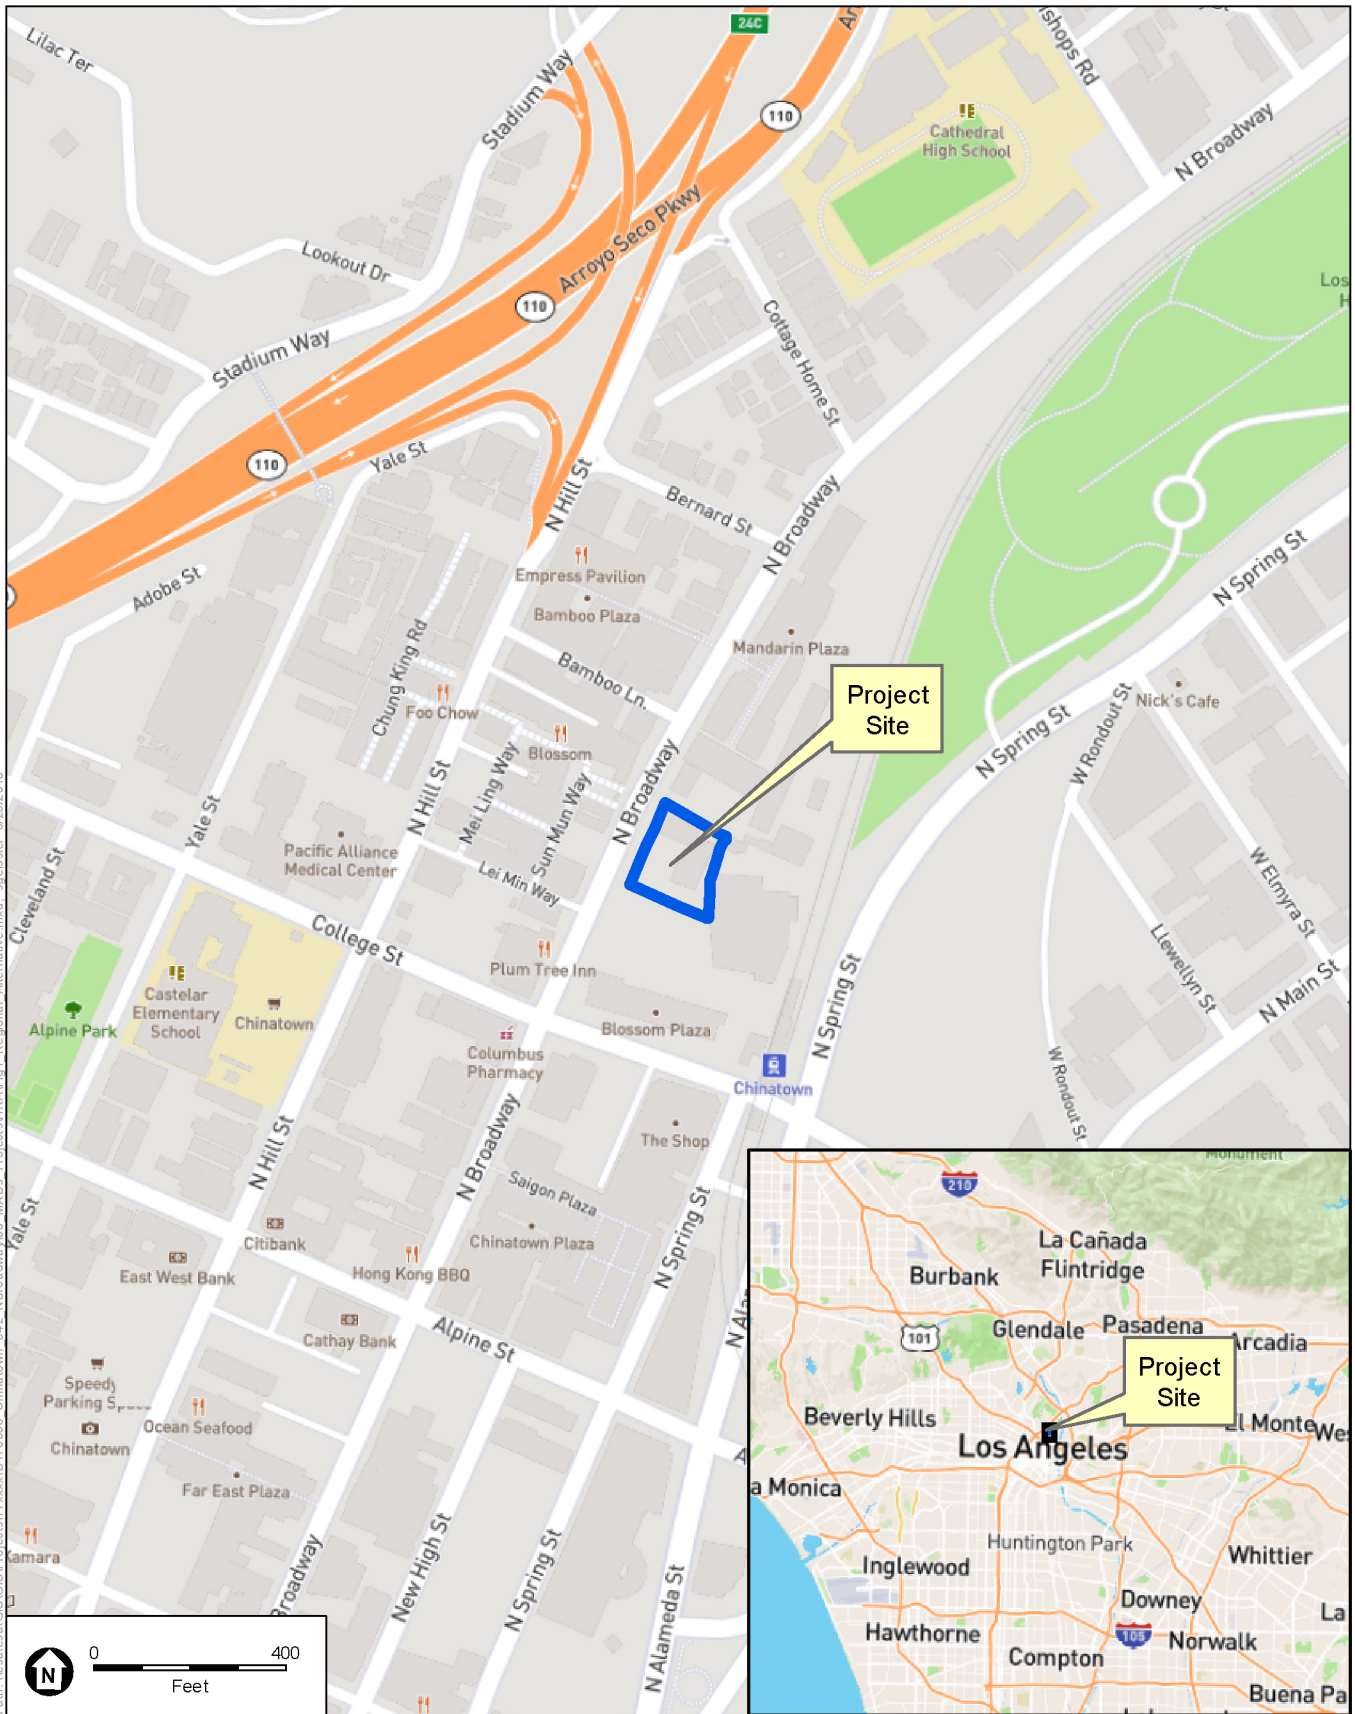 24C
Lilac Ter
Stadium Way
110
Cathedral
High School
N Broadway
Arroyo Seco Pkwy
Lookout Dr
110
Cottage Home St
Stadium Way
Yale St
110
N Hill St
Bernard St
N Broadway
N Spring St
Empress Pavilion
Adobe St
Bamboo Plaza
Chung King Rd
Mandarin Plaza
Bamboo Ln.
Project
Site
Nick's Cafe
Foo Chow
W Rondout St
N Spring St
Blossom
N Hill St
Mei Ling Way
N Broadway
Sun Mun Way
Yale St
Pacific Alliance
Medical Center
Lei Min Way
Cleveland St
W Elmyra St
College St
Llewellyn St
Plum Tree Inn
N Main St
Castelar
Elementary
School
Chinatown
Alpine Park
Blossom Plaza
N Spring St
Columbus
Pharmacy
Chinatown
W Rondout St
The Shop
N Hill St
N Broadway
Saigon Plaza
Yale St
Citibank
Chinatown Plaza
N Spring St
East West Bank
Hong Kong BBQ
Cathay Bank
Alpine St
Speedy
Parking
Ocean Seafood
Chinatown
Far East Plaza
Broadway
New High St
N Spring St
N Alameda St
210
La Cañada
Flintridge
Burbank
101
Glendale
Pasadena
Arcadia
Project
Site
Beverly Hills
El Monte
Los Angeles
a Monica
Huntington Park
Whittier
Inglewood
Downey
La
Hawthorne
105
Norwalk
Compton
Buena Pa
N
0
400
Feet